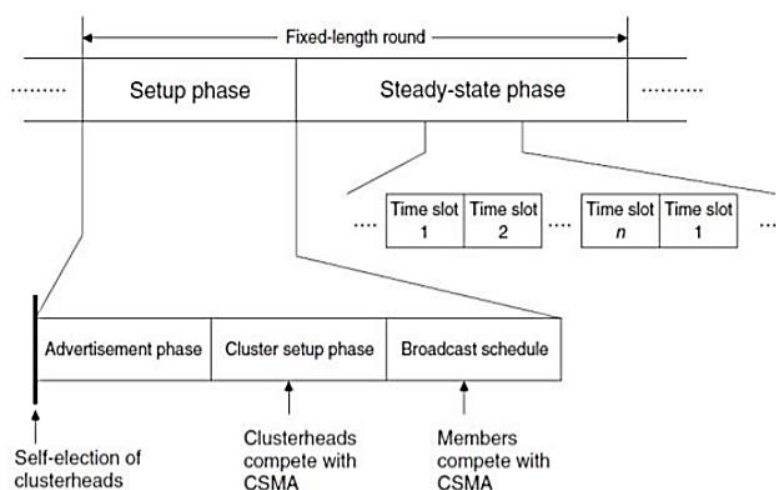 Fixed-length round
........ Setup phase Steady-state phase ........
.... Time slot Time slot .... Time slot Time slot ...
1 2 n 1
Advertisement phase Cluster setup phase Broadcast schedule
Self-election of
clusterheads
Clusterheads
compete with
CSMA
Members
compete with
CSMA